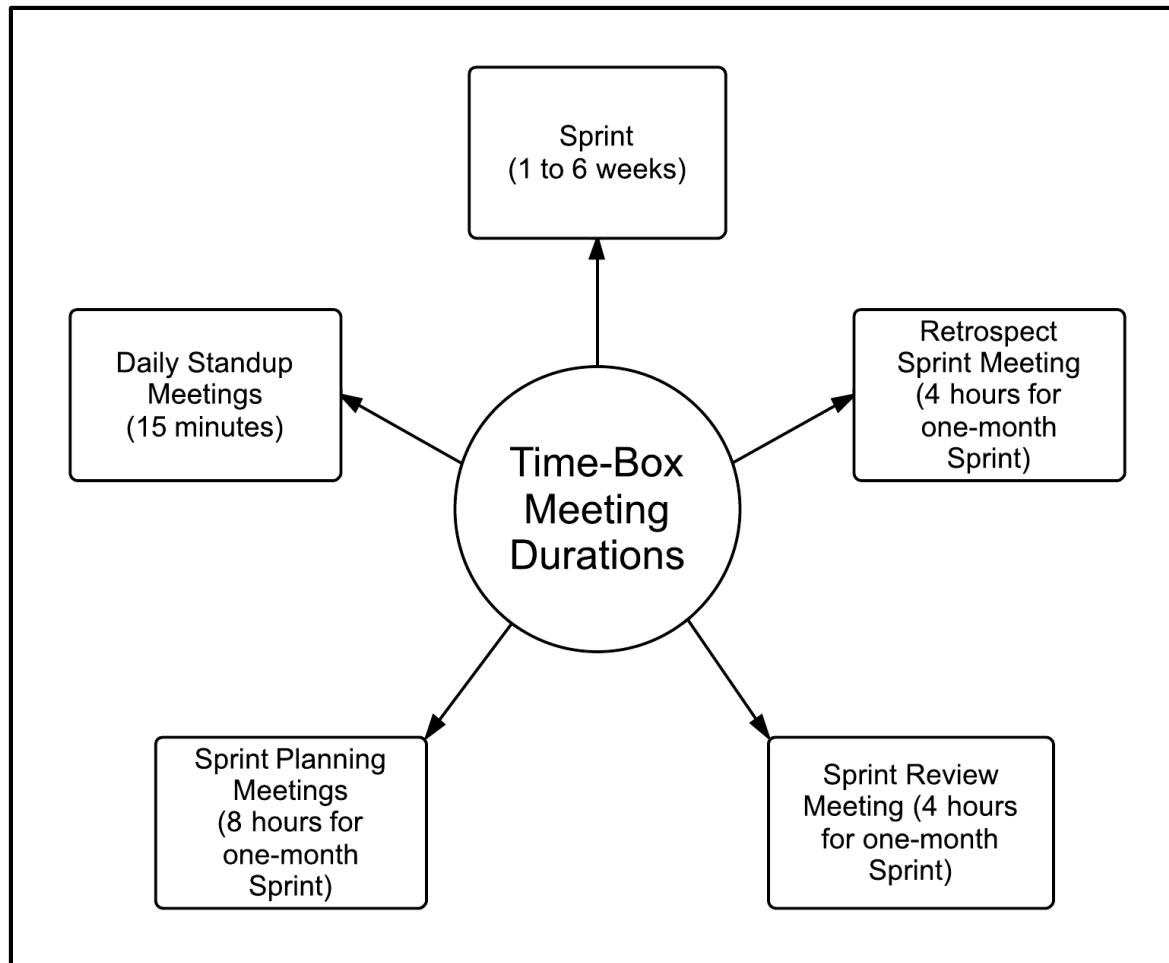 Sprint
(1 to 6 weeks)
Daily Standup
Meetings
(15 minutes)
Retrospect
Sprint Meeting
(4 hours for
one-month
Sprint)
Time-Box
Meeting
Durations
Sprint Planning
Meetings
(8 hours for
one-month
Sprint)
Sprint Review
Meeting (4 hours
for one-month
Sprint)